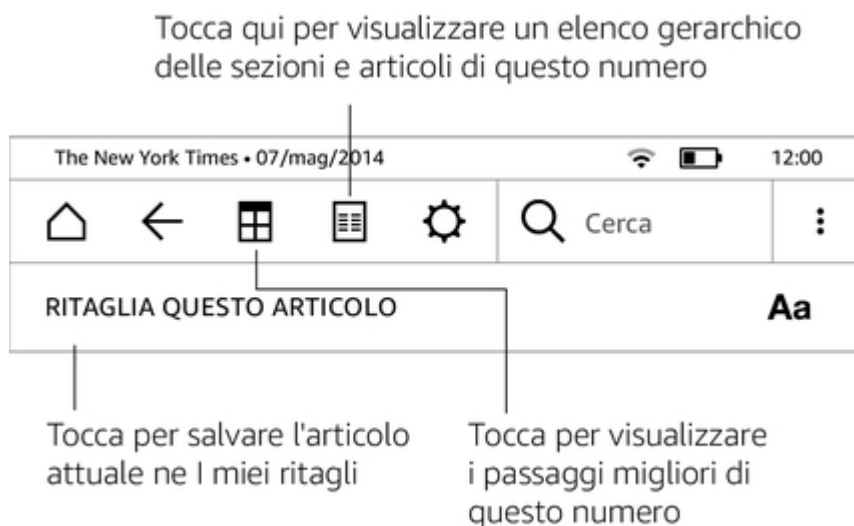 Tocca qui per visualizzare un elenco gerarchico
delle sezioni e articoli di questo numero
The New York Times • 07/mag/2014
12:00
Cerca
RITAGLIA QUESTO ARTICOLO
Aa
Tocca per salvare l'articolo
attuale ne I miei ritagli
Tocca per visualizzare
i passaggi migliori di
questo numero